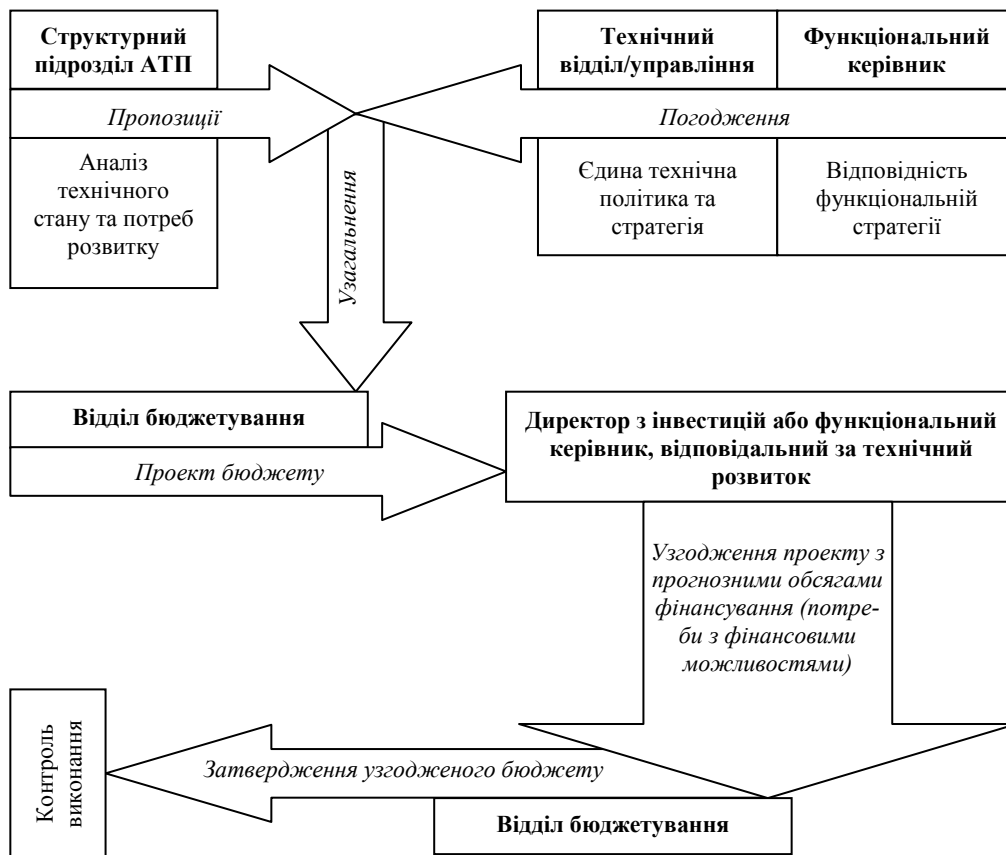 Структурний
підрозділ АТП
Технічний
відділ/управління
Функціональний
керівник
Пропозиції
Погодження
Аналіз
технічного
стану та потреб
розвитку
Єдина технічна
політика та
стратегія
Відповідність
функціональній
стратегії
Узагальнення
Відділ бюджетування
Проект бюджету
Директор з інвестицій або функціональний
керівник, відповідальний за технічний
розвиток
Узгодження проекту з
прогнозними обсягами
фінансування (потре-
би з фінансовими
можливостями)
Контроль
виконання
Затвердження узгодженого бюджету
Відділ бюджетування